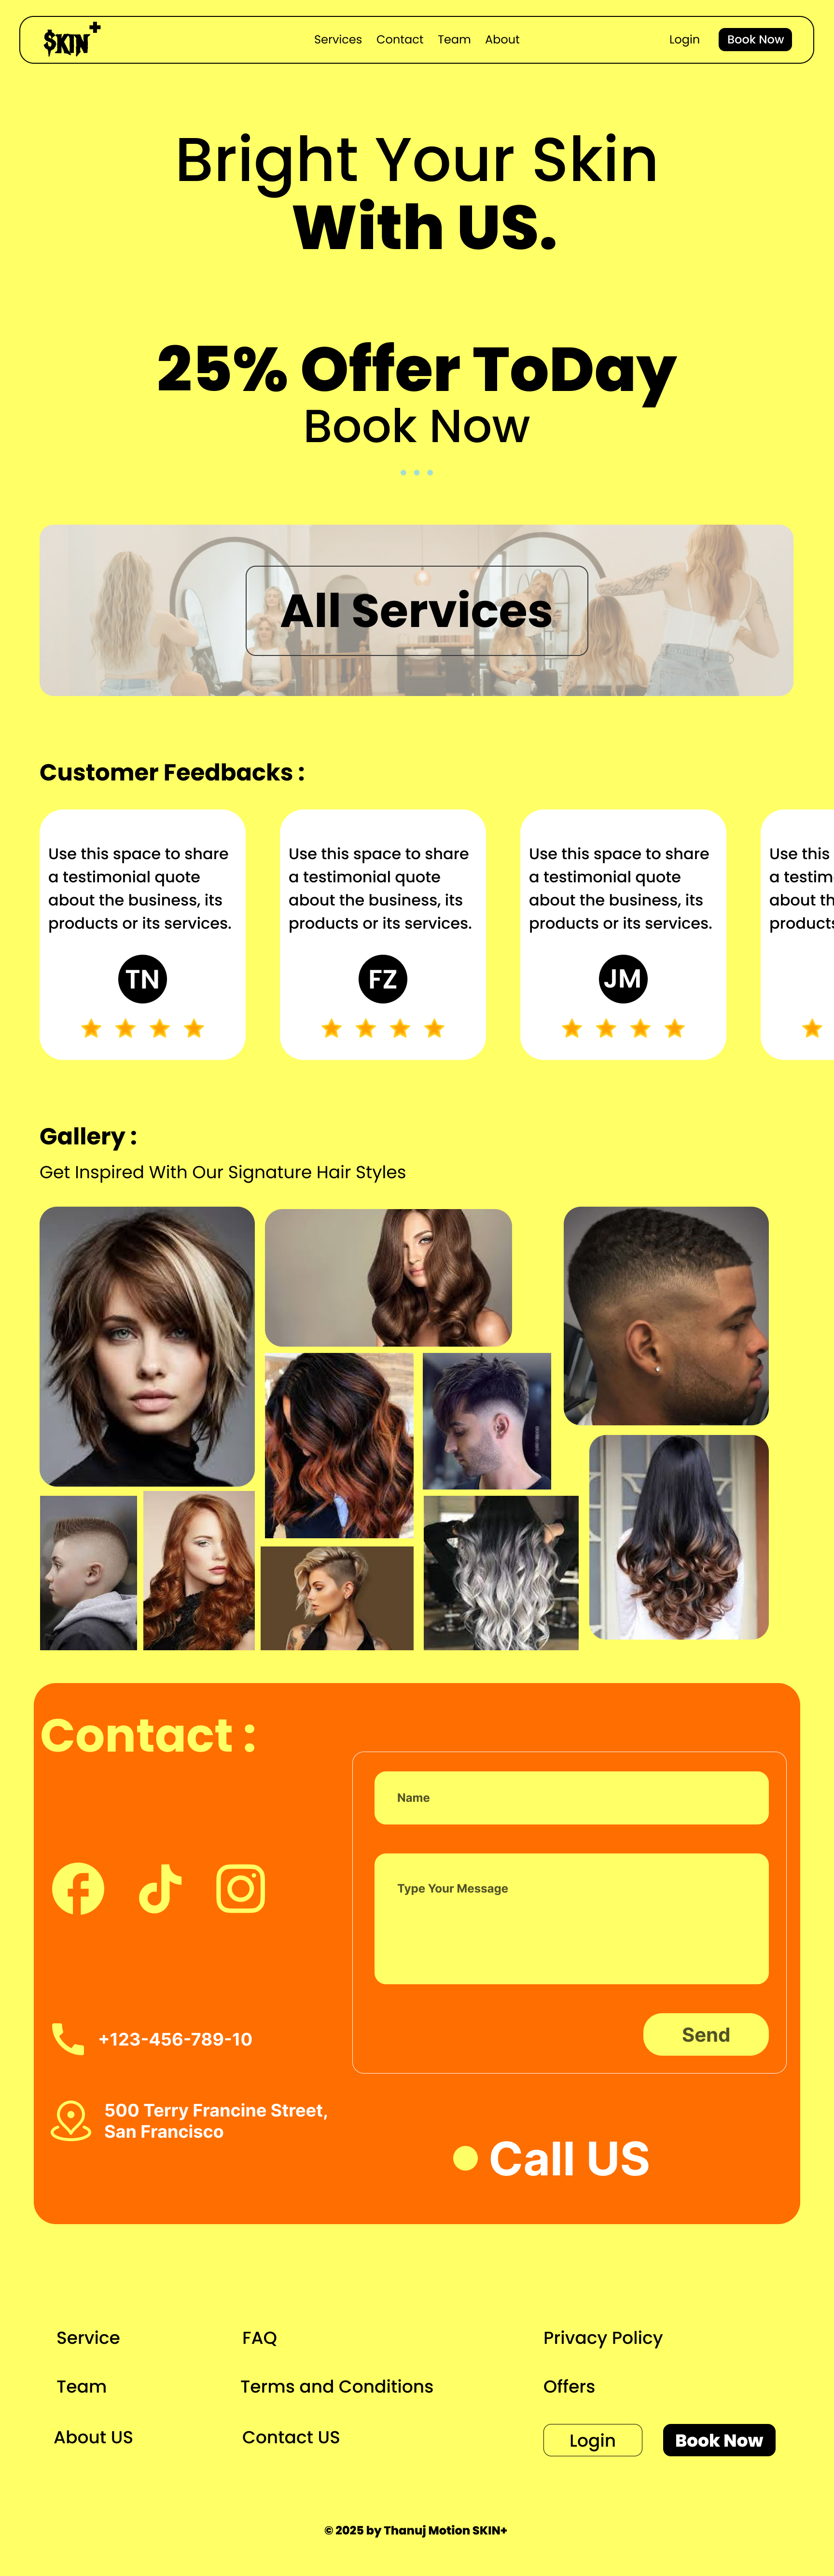 $KIN+
Services Contact Team About
Login Book Now
Bright Your Skin
With US.
25% Offer ToDay
Book Now
All Services
Customer Feedbacks :
Use this space to share
a testimonial quote
about the business, its
products or its services.
TN
Use this space to share
a testimonial quote
about the business, its
products or its services.
FZ
Use this space to share
a testimonial quote
about the business, its
products or its services.
JM
Use this
a testim
about th
products
Gallery :
Get Inspired With Our Signature Hair Styles
Contact :
Name
Type Your Message
Send
+123-456-789-10
500 Terry Francine Street,
San Francisco
Call US
Service
FAQ
Privacy Policy
Team
Terms and Conditions
Offers
About US
Contact US
Login
Book Now
© 2025 by Thanuj Motion SKIN+